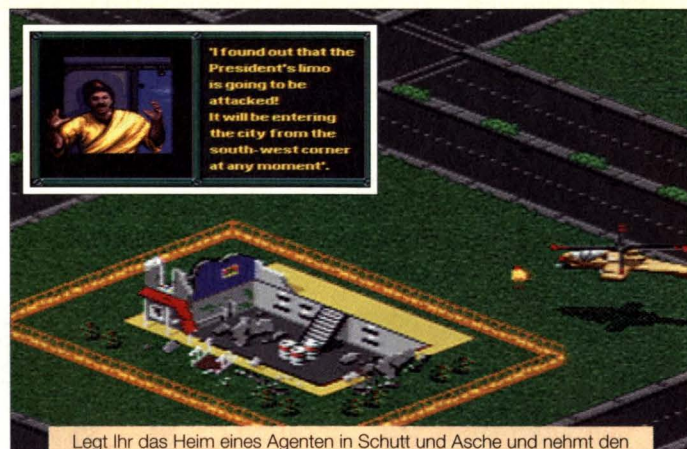 "I found out that the
President's limo
is going to be
attacked!
It will be entering
the city from the
south-west corner
at any moment".
Legt Ihr das Heim eines Agenten in Schutt und Asche und nehmt den